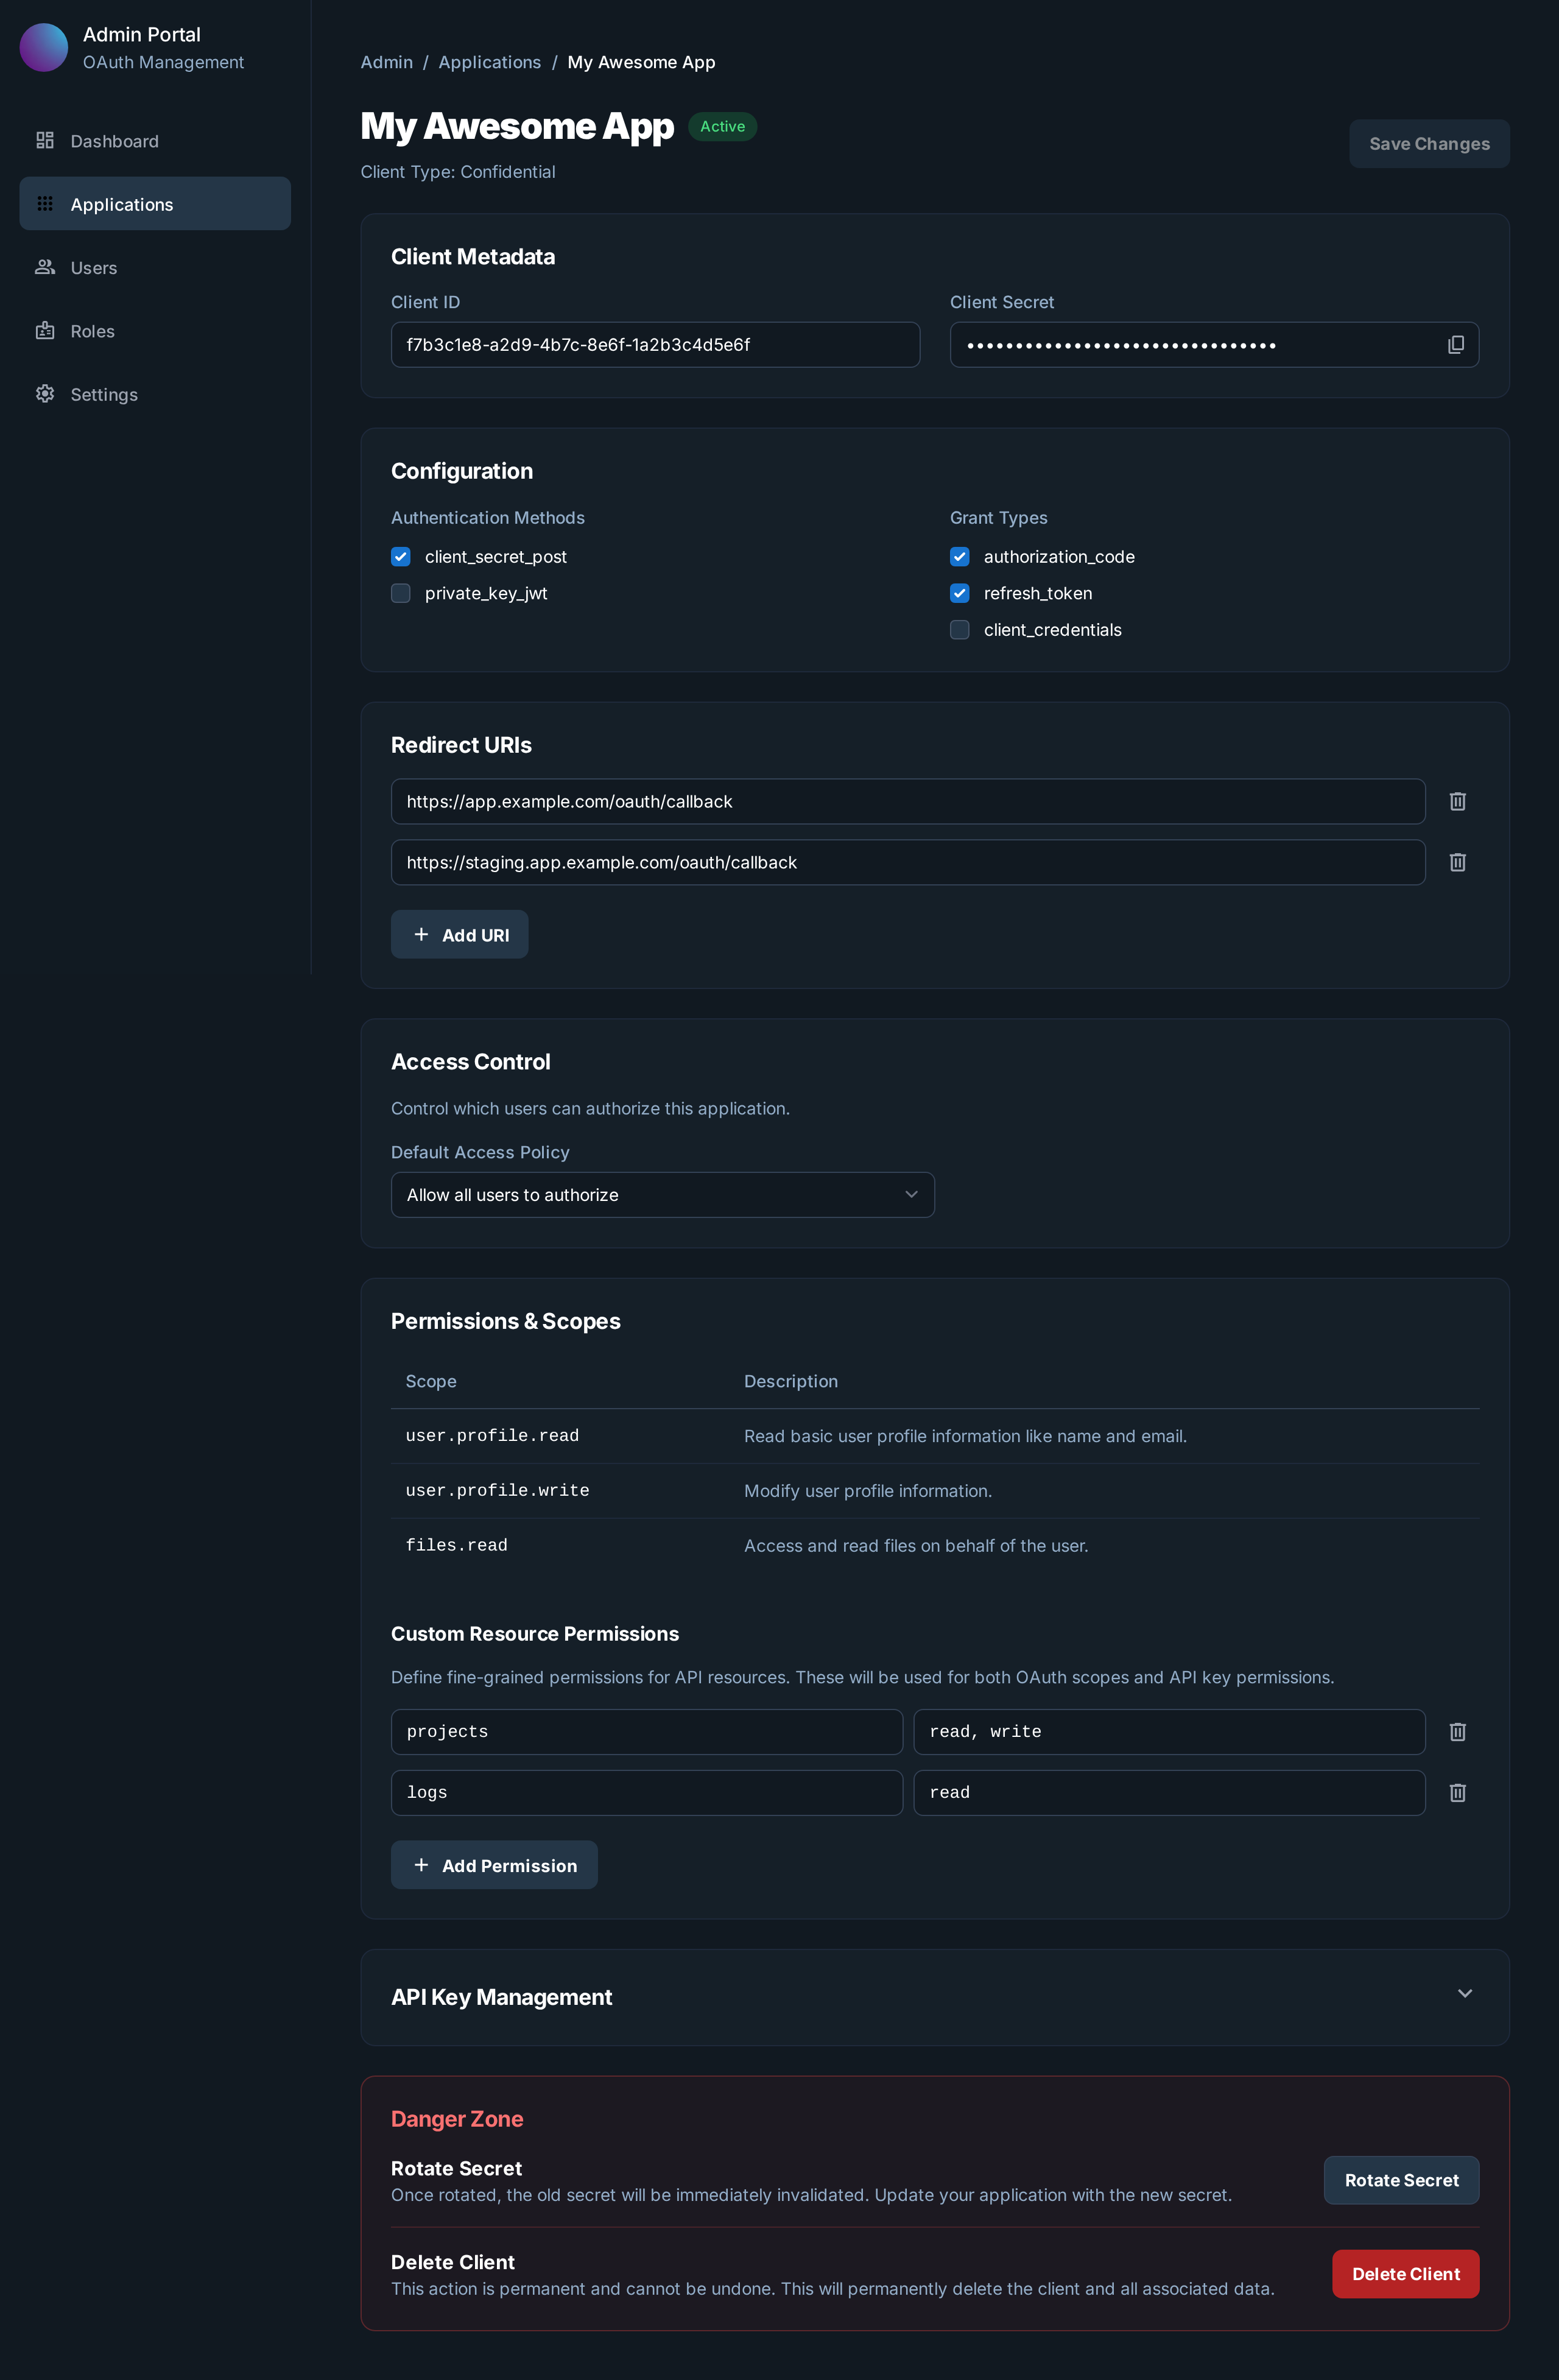 Admin Portal
OAuth Management
Dashboard
Applications
Users
Roles
Settings
Admin / Applications / My Awesome App
My Awesome App Active
Client Type: Confidential
Save Changes
Client Metadata
Client ID
f7b3c1e8-a2d9-4b7c-8e6f-1a2b3c4d5e6f
Client Secret
••••••••••••••••••••••••••••••••
Configuration
Authentication Methods
client_secret_post
private_key_jwt
Grant Types
authorization_code
refresh_token
client_credentials
Redirect URIs
https://app.example.com/oauth/callback
https://staging.app.example.com/oauth/callback
Add URI
Access Control
Control which users can authorize this application.
Default Access Policy
Allow all users to authorize
Permissions & Scopes
Scope Description
user.profile.read Read basic user profile information like name and email.
user.profile.write Modify user profile information.
files.read Access and read files on behalf of the user.
Custom Resource Permissions
Define fine-grained permissions for API resources. These will be used for both OAuth scopes and API key permissions.
projects read, write
logs read
Add Permission
API Key Management
Danger Zone
Rotate Secret
Once rotated, the old secret will be immediately invalidated. Update your application with the new secret.
Rotate Secret
Delete Client
This action is permanent and cannot be undone. This will permanently delete the client and all associated data.
Delete Client